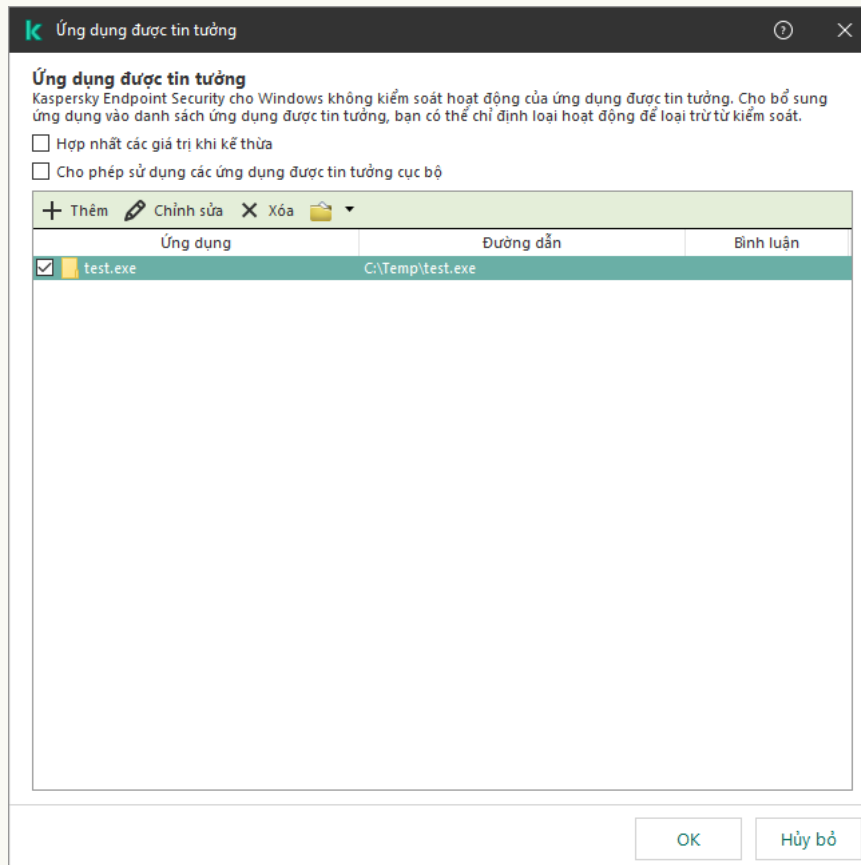 Ứng dụng được tin tưởng
Ứng dụng được tin tưởng
Kaspersky Endpoint Security cho Windows không kiểm soát hoạt động của ứng dụng được tin tưởng. Cho bổ sung
ứng dụng vào danh sách ứng dụng được tin tưởng, bạn có thể chỉ định loại hoạt động để loại trừ từ kiểm soát.
Hợp nhất các giá trị khi kế thừa
Cho phép sử dụng các ứng dụng được tin tưởng cục bộ
Thêm Chỉnh sửa Xóa
Ứng dụng Đường dẫn Bình luận
test.exe C:\Temp\test.exe
OK Hủy bỏ